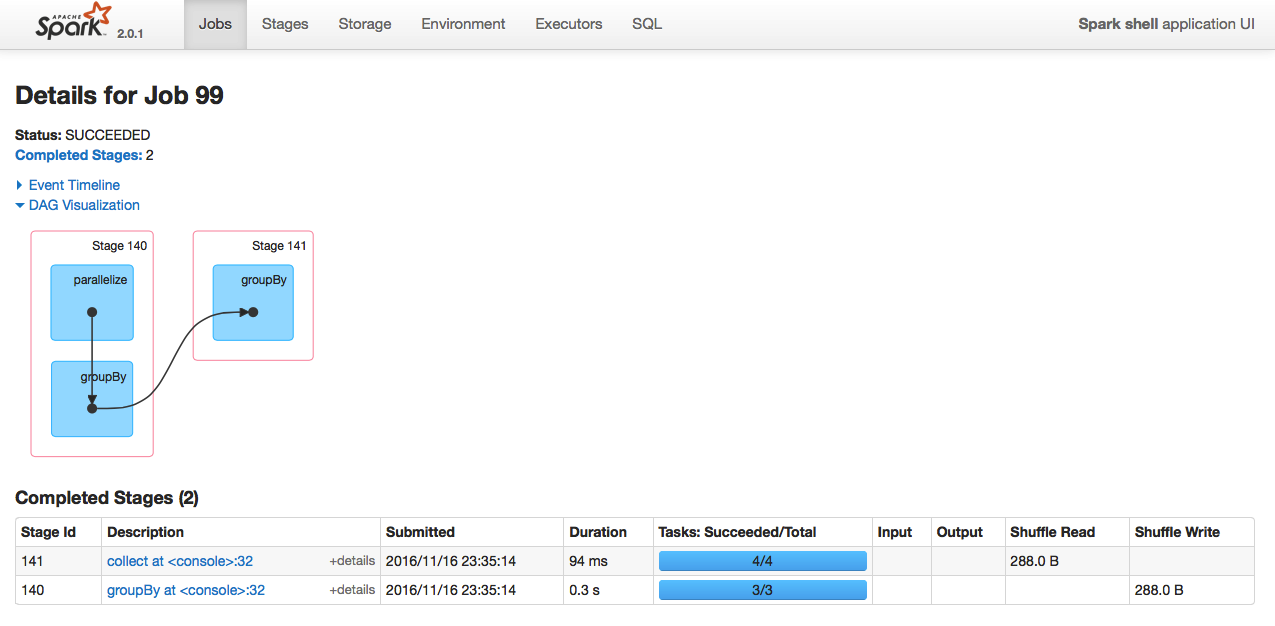 APACHE
Spark 2.0.1 Jobs Stages Storage Environment Executors SQL Spark shell application UI
Details for Job 99
Status: SUCCEEDED
Completed Stages: 2
Event Timeline
DAG Visualization
Stage 140 Stage 141
parallelize groupBy
groupBy
Completed Stages (2)
Stage Id Description Submitted Duration Tasks: Succeeded/Total Input Output Shuffle Read Shuffle Write
141 collect at <console>:32 +details 2016/11/16 23:35:14 94 ms 4/4 288.0 B
140 groupBy at <console>:32 +details 2016/11/16 23:35:14 0.3 s 3/3 288.0 B